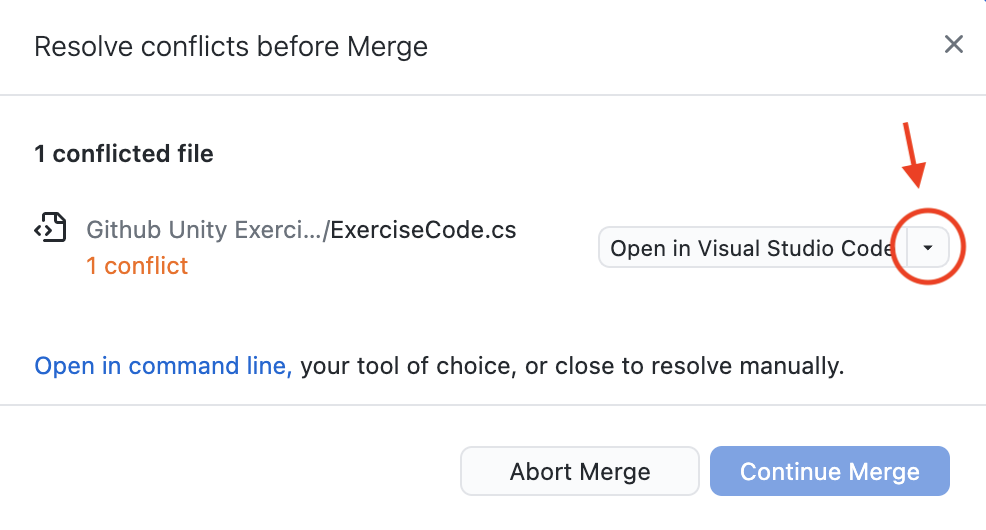 Resolve conflicts before Merge
1 conflicted file
Github Unity Exerci.../ExerciseCode.cs
1 conflict
Open in Visual Studio Code
Open in command line, your tool of choice, or close to resolve manually.
Abort Merge
Continue Merge